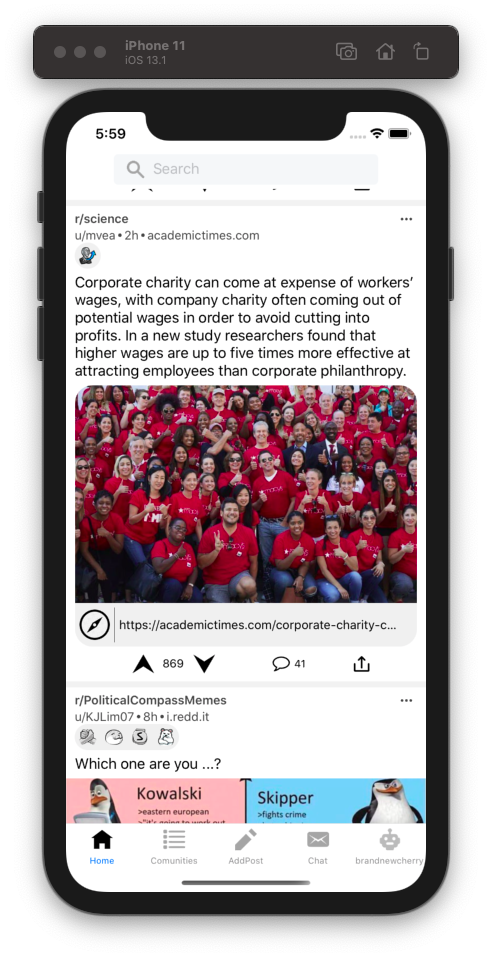 iPhone 11
iOS 13.1
5:59
Search
r/science
u/mvea • 2h • academictimes.com
Corporate charity can come at expense of workers’
wages, with company charity often coming out of
potential wages in order to avoid cutting into
profits. In a new study researchers found that
higher wages are up to five times more effective at
attracting employees than corporate philanthropy.
https://academictimes.com/corporate-charity-c...
869
41
r/PoliticalCompassMemes
u/KJLim07 • 8h • i.redd.it
Which one are you ...?
Kowalski
>eastern european
Skipper
>fights crime
Home
Comunities
AddPost
Chat
brandnewcherry